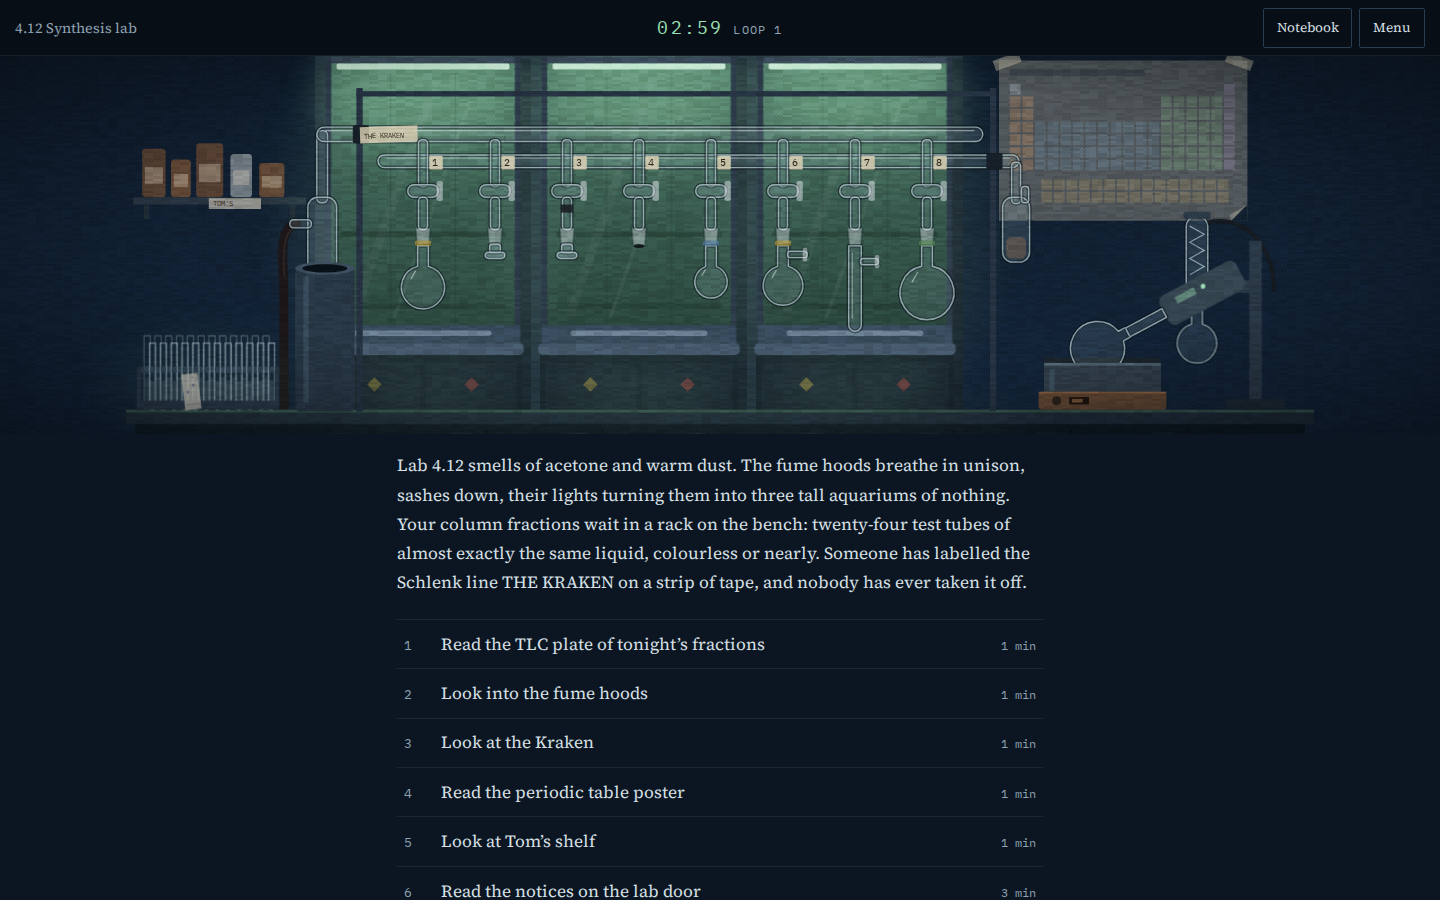 4.12 Synthesis lab
02:59 LOOP 1
Notebook
Menu
THE KRAKEN
1 2 3 4 5 6 7 8
TOM'S
Lab 4.12 smells of acetone and warm dust. The fume hoods breathe in unison,
sashes down, their lights turning them into three tall aquariums of nothing.
Your column fractions wait in a rack on the bench: twenty-four test tubes of
almost exactly the same liquid, colourless or nearly. Someone has labelled the
Schlenk line THE KRAKEN on a strip of tape, and nobody has ever taken it off.
1 Read the TLC plate of tonight’s fractions 1 min
2 Look into the fume hoods 1 min
3 Look at the Kraken 1 min
4 Read the periodic table poster 1 min
5 Look at Tom’s shelf 1 min
6 Read the notices on the lab door 3 min